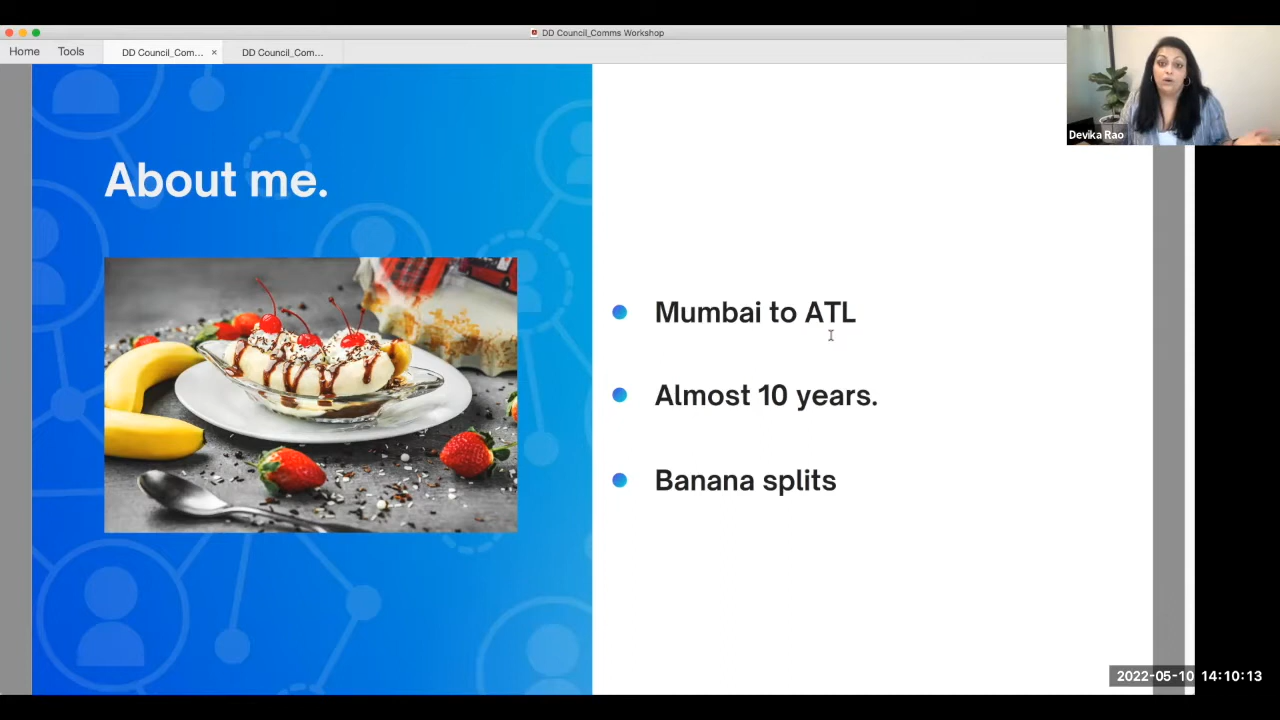 DD Council_Comms Workshop
Home Tools DD Council_Com... × DD Council_Com...
Devika Rao
About me.
Mumbai to ATL
Almost 10 years.
Banana splits
2022-05-10 14:10:13